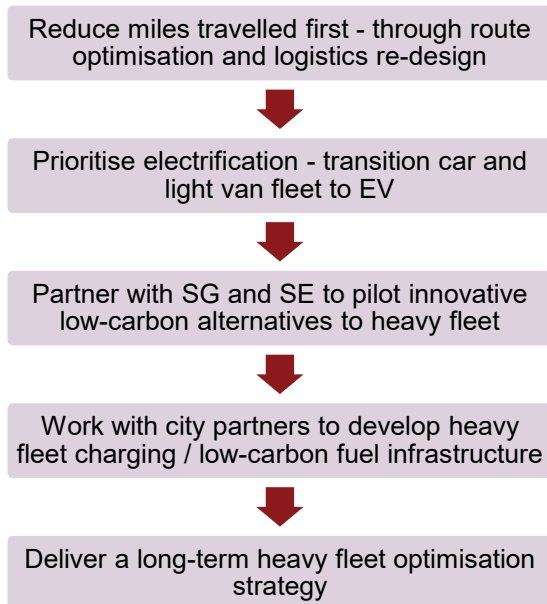 Reduce miles travelled first - through route
optimisation and logistics re-design
Prioritise electrification - transition car and
light van fleet to EV
Partner with SG and SE to pilot innovative
low-carbon alternatives to heavy fleet
Work with city partners to develop heavy
fleet charging / low-carbon fuel infrastructure
Deliver a long-term heavy fleet optimisation
strategy